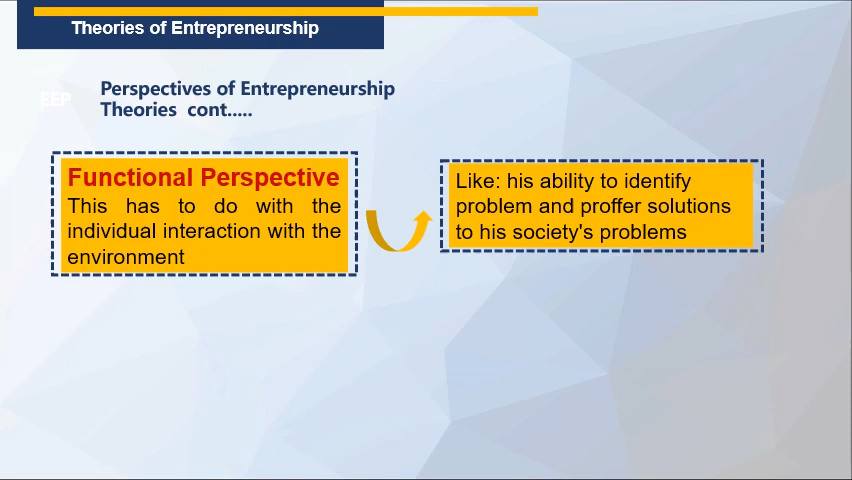 Theories of Entrepreneurship
EEP
Perspectives of Entrepreneurship
Theories cont.....
Functional Perspective
This has to do with the
individual interaction with the
environment
Like: his ability to identify
problem and proffer solutions
to his society's problems